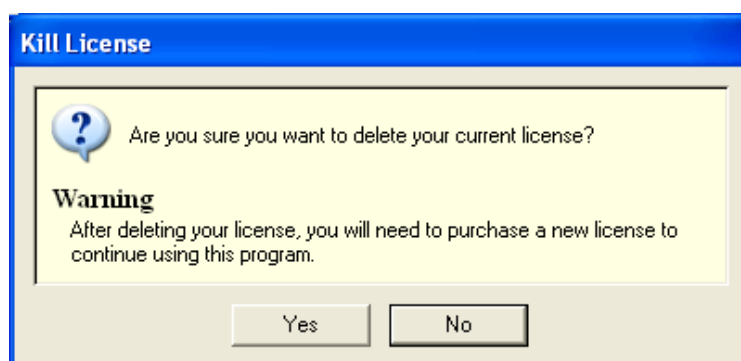 Kill License
Are you sure you want to delete your current license?
Warning
After deleting your license, you will need to purchase a new license to
continue using this program.
Yes No